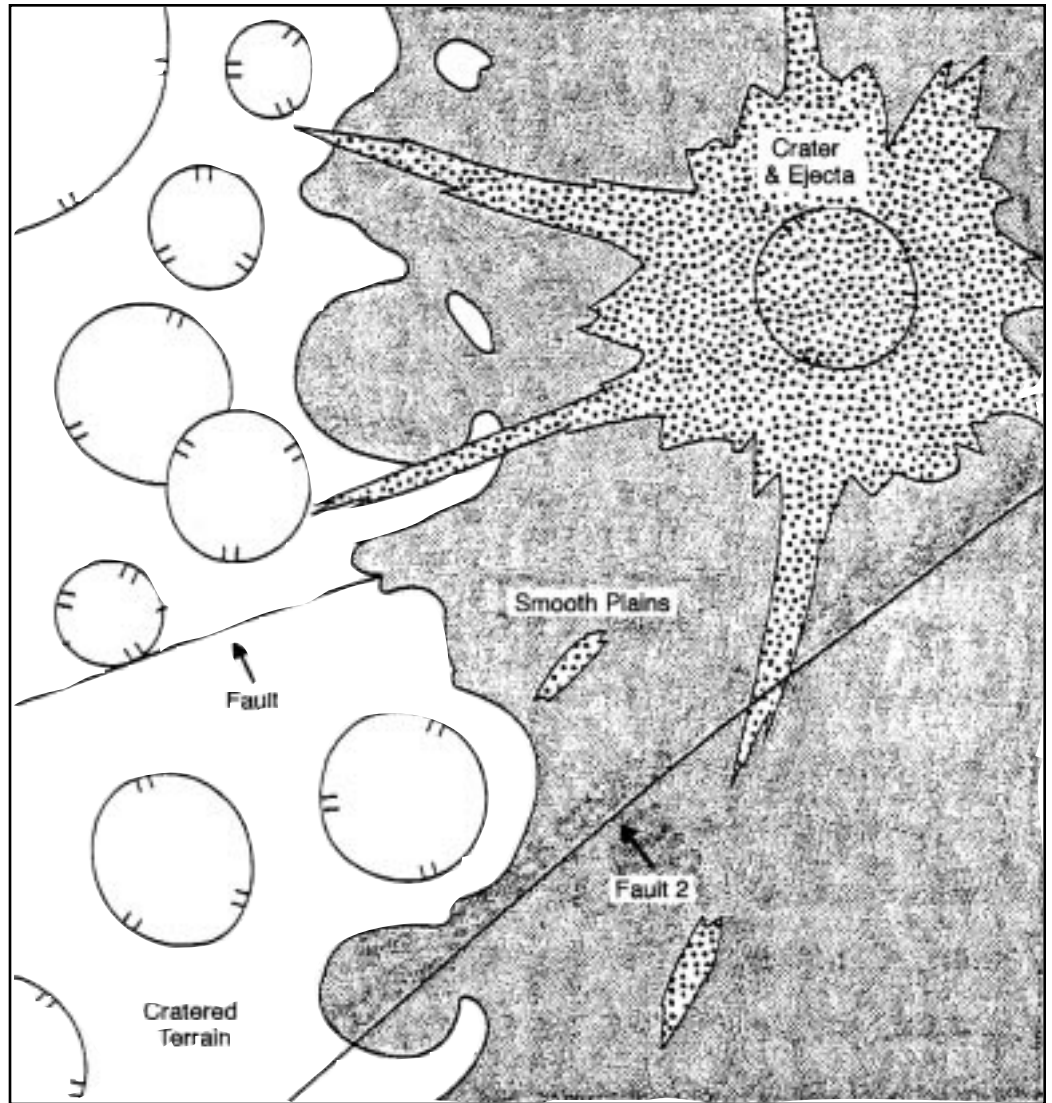 Crater
& Ejecta
Smooth Plains
Fault
Fault 2
Cratered
Terrain